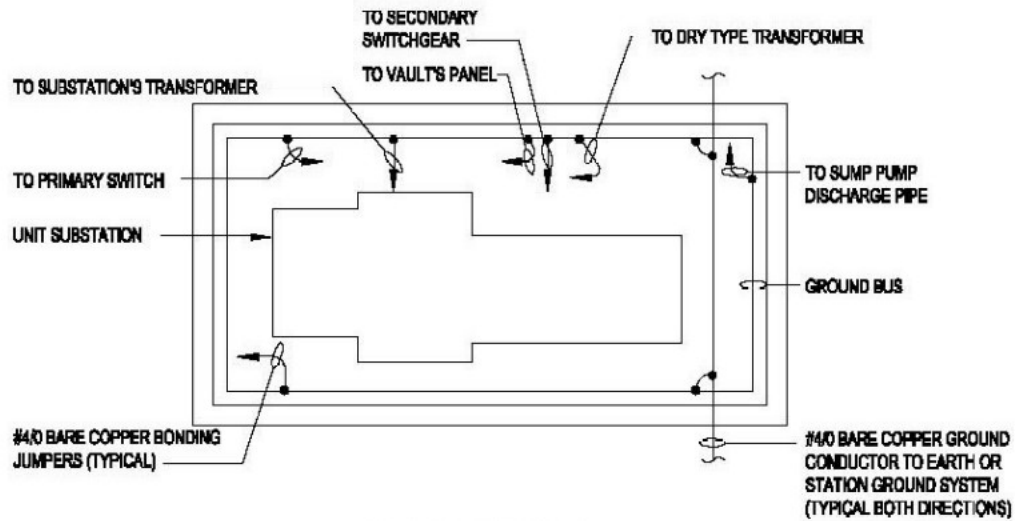 TO SECONDARY
SWITCHGEAR
TO DRY TYPE TRANSFORMER
TO VAULT'S PANEL
TO SUBSTATION'S TRANSFORMER
TO PRIMARY SWITCH
TO SUMP PUMP
DISCHARGE PIPE
UNIT SUBSTATION
GROUND BUS
#4/0 BARE COPPER BONDING
JUMPERS (TYPICAL)
#4/0 BARE COPPER GROUND
CONDUCTOR TO EARTH OR
STATION GROUND SYSTEM
(TYPICAL BOTH DIRECTIONS)